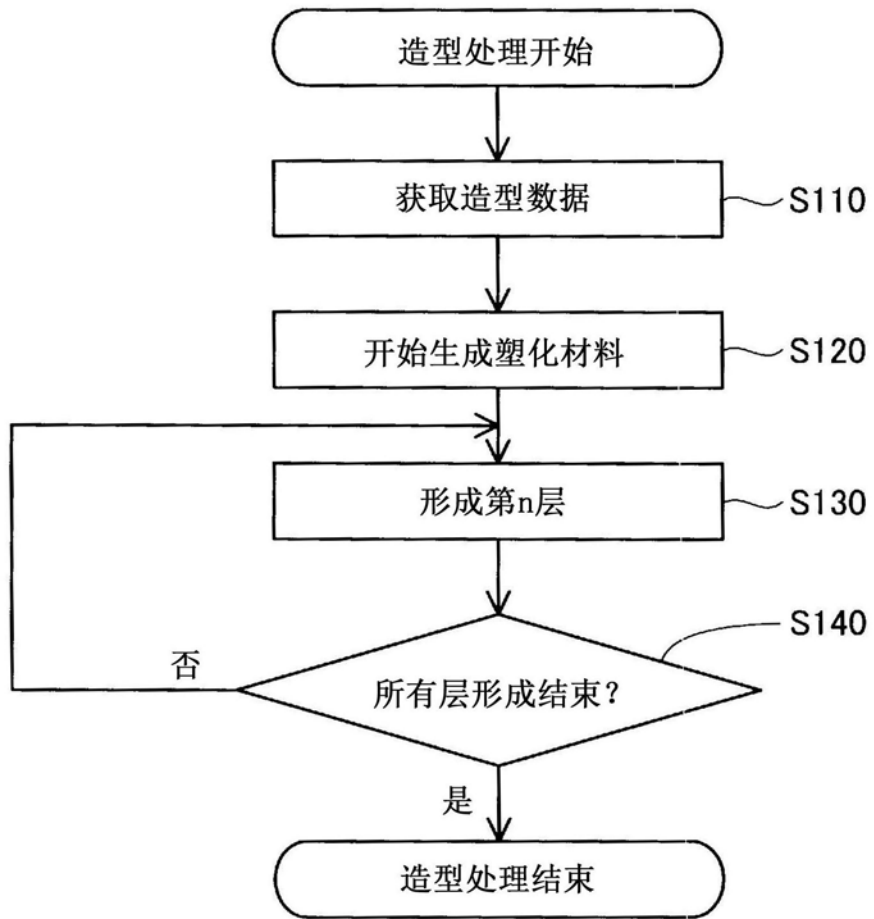 造型处理开始
获取造型数据
S110
开始生成塑化材料
S120
形成第n层
S130
S140
否
所有层形成结束?
是
造型处理结束